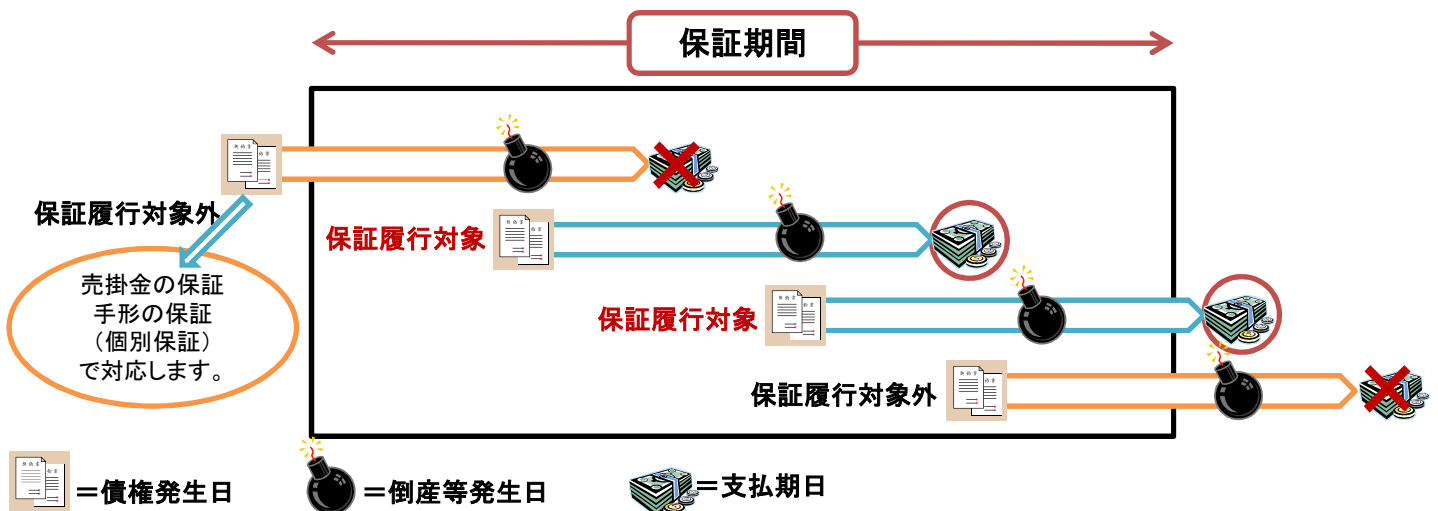 保証期間
保証履行対象外
売掛金の保証
手形の保証
（個別保証）
で対応します。
保証履行対象
保証履行対象
保証履行対象外
＝債権発生日
＝倒産等発生日
＝支払期日